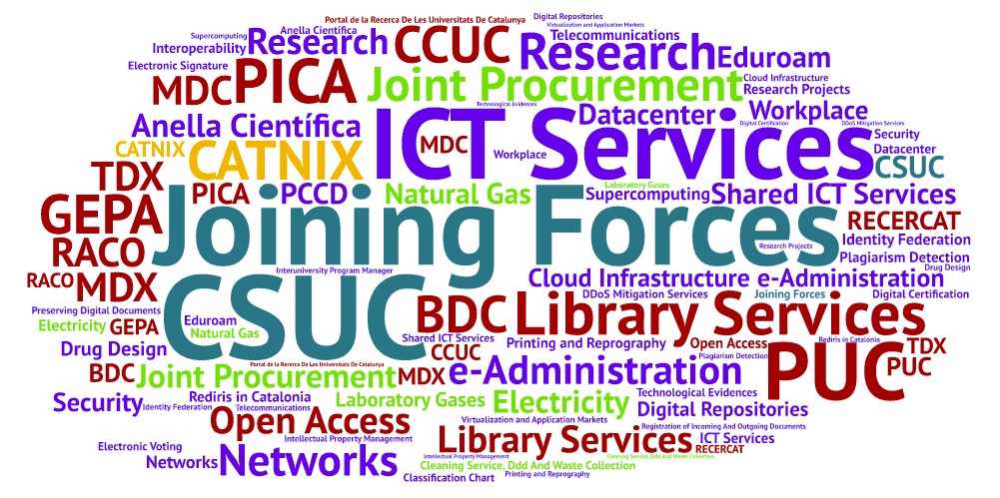 Portal de la Recerca De Les Universitats De Catalunya
Digital Repositories
Virtualization and Application Markets
Supercomputing
Anella Científica
Research
CCUC
Telecommunications
Interoperability
Research
Eduroam
Electronic Signature
MDC
PICA
Joint Procurement
Cloud Infrastructure
Research Projects
Technological Evidences
Anella Científica
ICT Services
MDC
Datacenter
Workplace
Digital Certification
DDoS Mitigation Services
Security
CATNIX
CATNIX
Workplace
Datacenter
CSUC
TDX
PICA
PCCD
Natural Gas
Laboratory Gases
Supercomputing
Shared ICT Services
GEPA
Joining Forces
RECERCAT
RACO
Research Projects
Identity Federation
Plagiarism Detection
Drug Design
RACO
MDX
Interuniversity Program Manager
Cloud Infrastructure
e-Administration
CSUC
BDC
DDoS Mitigation Services
Joining Forces
Digital Certification
Preserving Digital Documents
Library Services
Electricity
GEPA
Eduroam
Natural Gas
Shared ICT Services
Printing and Reprography
Open Access
Rediris in Catalonia
TDX
Drug Design
CCUC
Plagiarism Detection
PUC
PUC
BDC
Joint Procurement
Portal de la Recerca De Les Universitats De Catalunya
MDX
e-Administration
Security
Identity Federation
Rediris in Catalonia
Telecommunications
Laboratory Gases
Electricity
Technological Evidences
Digital Repositories
Open Access
Virtualization and Application Markets
Registration of Incoming And Outgoing Documents
Intellectual Property Management
Library Services
ICT Services
RECERCAT
Electronic Voting
Networks
Networks
Intellectual Property Management
Cleaning Service, Ddd And Waste Collection
Cleaning Service, Ddd And Waste Collection
Classification Chart
Printing and Reprography